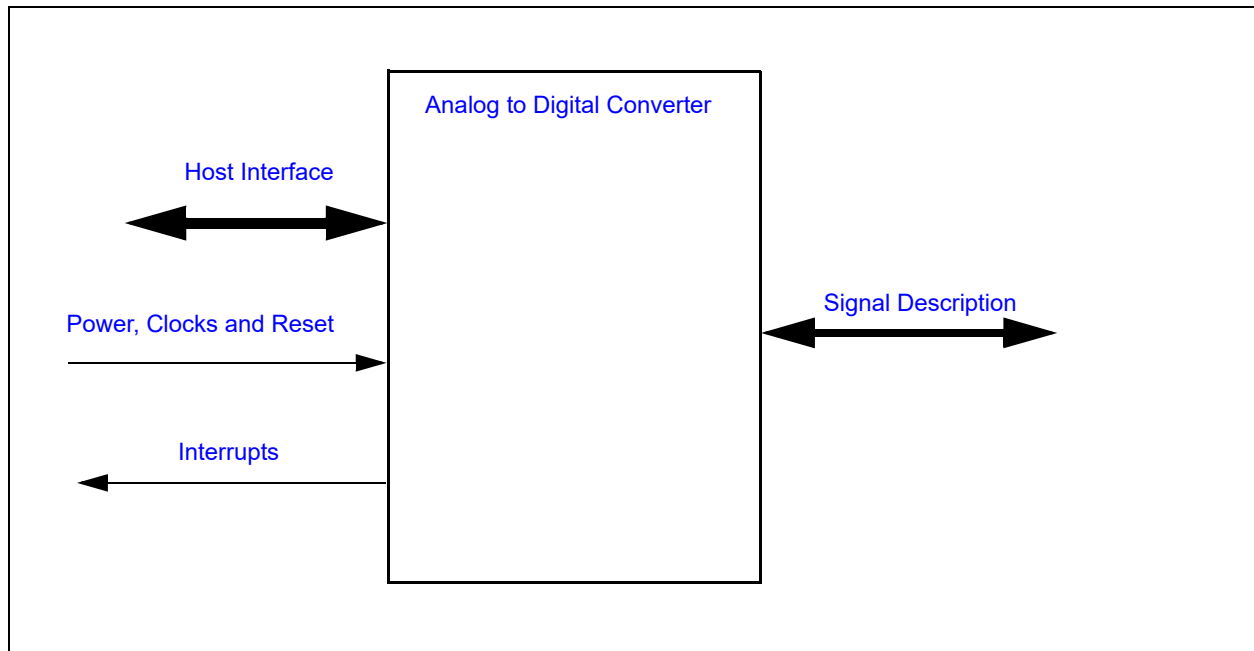 Analog to Digital Converter
Host Interface
Signal Description
Power, Clocks and Reset
Interrupts